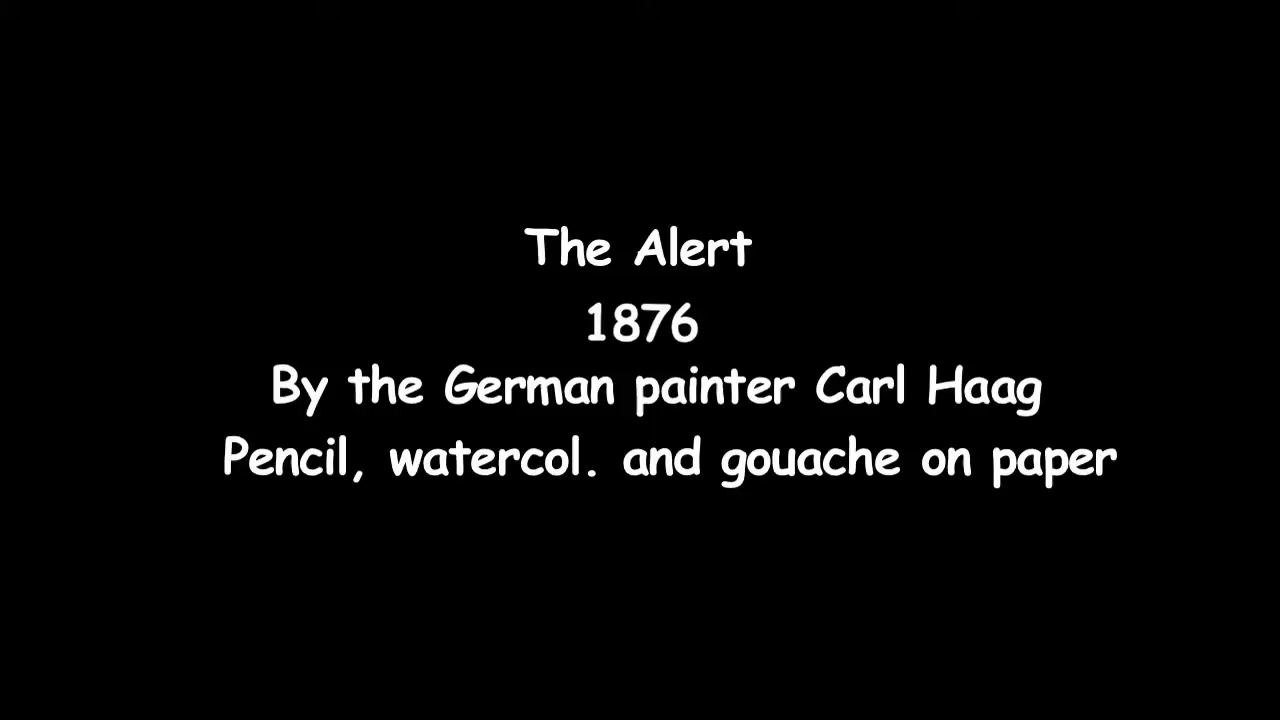 The Alert
1876
By the German painter Carl Haag
Pencil, watercol. and gouache on paper